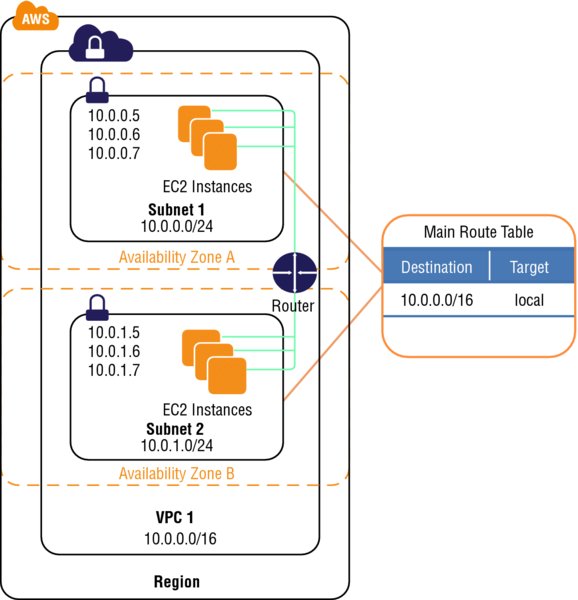 AWS
10.0.0.5
10.0.0.6
10.0.0.7
EC2 Instances
Subnet 1
10.0.0.0/24
Availability Zone A
Router
10.0.1.5
10.0.1.6
10.0.1.7
EC2 Instances
Subnet 2
10.0.1.0/24
Availability Zone B
VPC 1
10.0.0.0/16
Region
Main Route Table
Destination Target
10.0.0.0/16 local